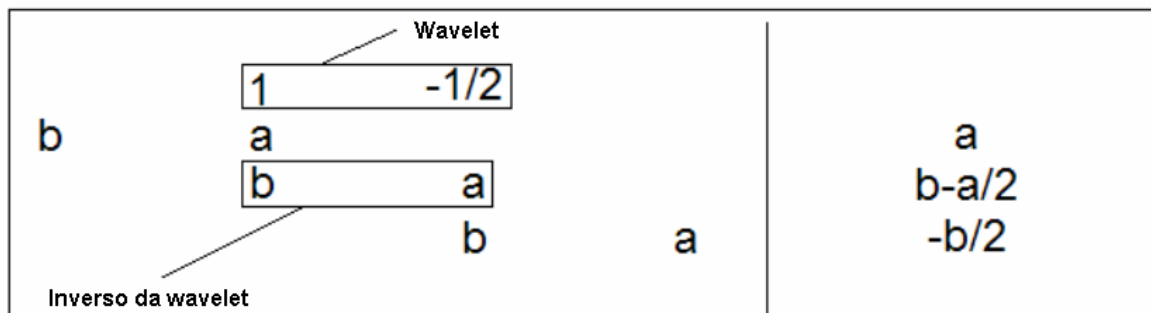 Wavelet
1 -1/2
b a a
b a b-a/2
b a -b/2
Inverso da wavelet